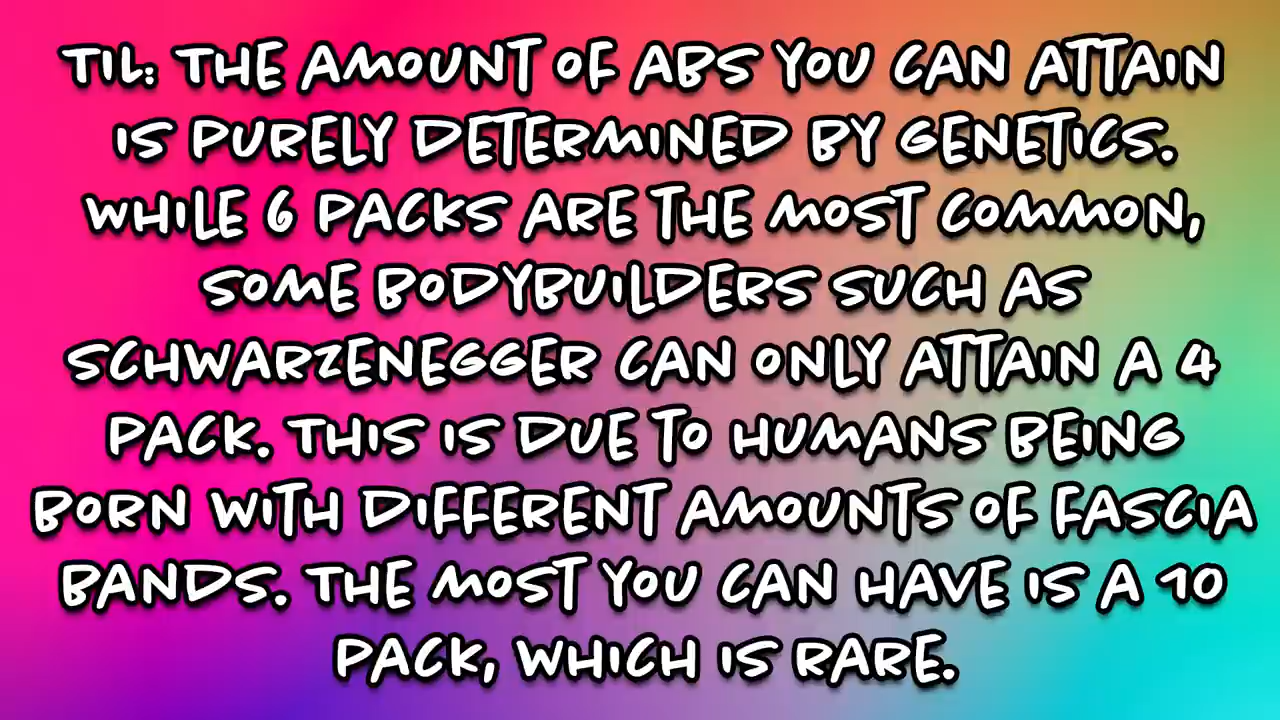 TIL: THE AMOUNT OF ABS YOU CAN ATTAIN
IS PURELY DETERMINED BY GENETICS.
WHILE 6 PACKS ARE THE MOST COMMON,
SOME BODYBUILDERS SUCH AS
SCHWARZENEGGER CAN ONLY ATTAIN A 4
PACK. THIS IS DUE TO HUMANS BEING
BORN WITH DIFFERENT AMOUNTS OF FASCIA
BANDS. THE MOST YOU CAN HAVE IS A 10
PACK, WHICH IS RARE.